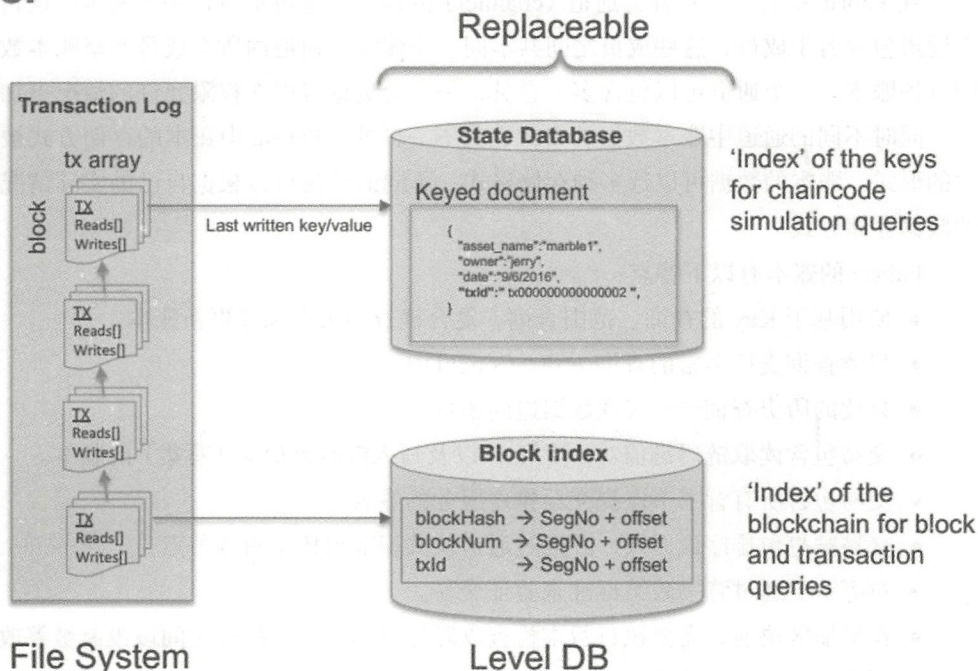 Replaceable
Transaction Log
tx array
block
TX
Reads[]
Writes[]
TX
Reads[]
Writes[]
TX
Reads[]
Writes[]
TX
Reads[]
Writes[]
Last written key/value
State Database
Keyed document
{
"asset_name":"marble1",
"owner":"jerry",
"date":"9/6/2016",
"txId":" tx000000000000002 ",
}
'Index' of the keys
for chaincode
simulation queries
Block index
blockHash → SegNo + offset
blockNum → SegNo + offset
txId → SegNo + offset
'Index' of the
blockchain for block
and transaction
queries
File System
Level DB